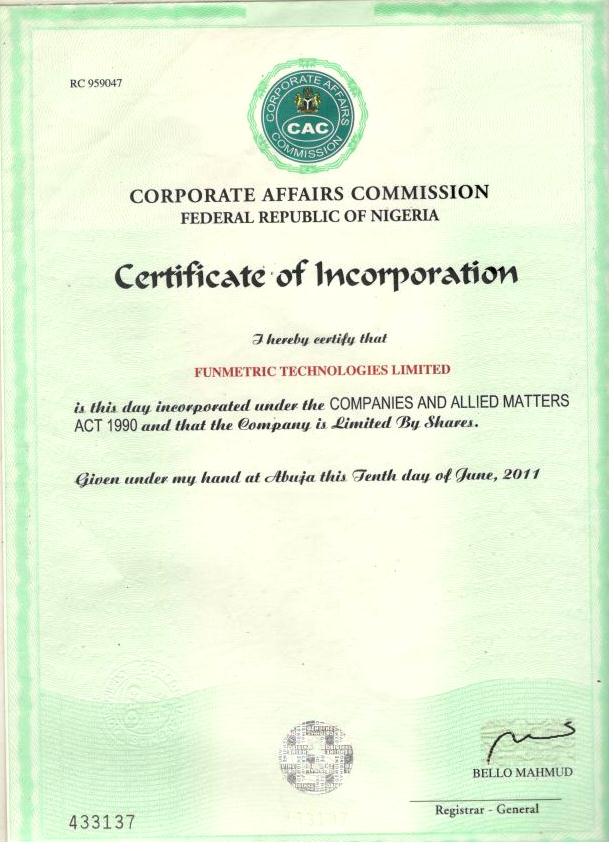 RC 959047
CORPORATE AFFAIRS
CAC
COMMISSION
CORPORATE AFFAIRS COMMISSION
FEDERAL REPUBLIC OF NIGERIA
Certificate of Incorporation
I hereby certify that
FUNMETRIC TECHNOLOGIES LIMITED
is this day incorporated under the COMPANIES AND ALLIED MATTERS
ACT 1990 and that the Company is Limited By Shares.
Given under my hand at Abuja this Tenth day of June, 2011
BELLO MAHMUD
Registrar - General
433137